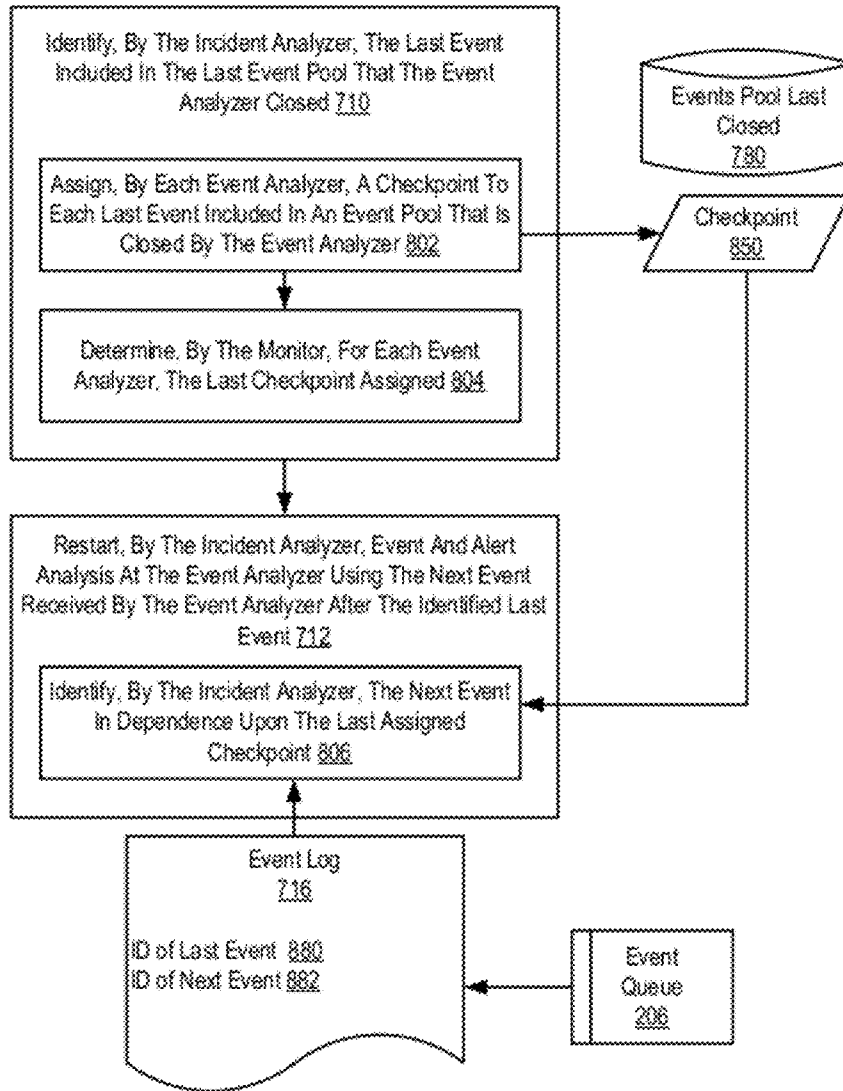 Identify, By The Incident Analyzer, The Last Event
Included In The Last Event Pool That The Event
Analyzer Closed 710
Assign, By Each Event Analyzer, A Checkpoint To
Each Last Event Included In An Event Pool That Is
Closed By The Event Analyzer 802
Determine, By The Monitor, For Each Event
Analyzer, The Last Checkpoint Assigned 804
Events Pool Last
Closed
780
Checkpoint
850
Restart, By The Incident Analyzer, Event And Alert
Analysis At The Event Analyzer Using The Next Event
Received By The Event Analyzer After The Identified Last
Event 712
Identify, By The Incident Analyzer, The Next Event
In Dependence Upon The Last Assigned
Checkpoint 806
Event Log
716
ID of Last Event 880
ID of Next Event 882
Event
Queue
206